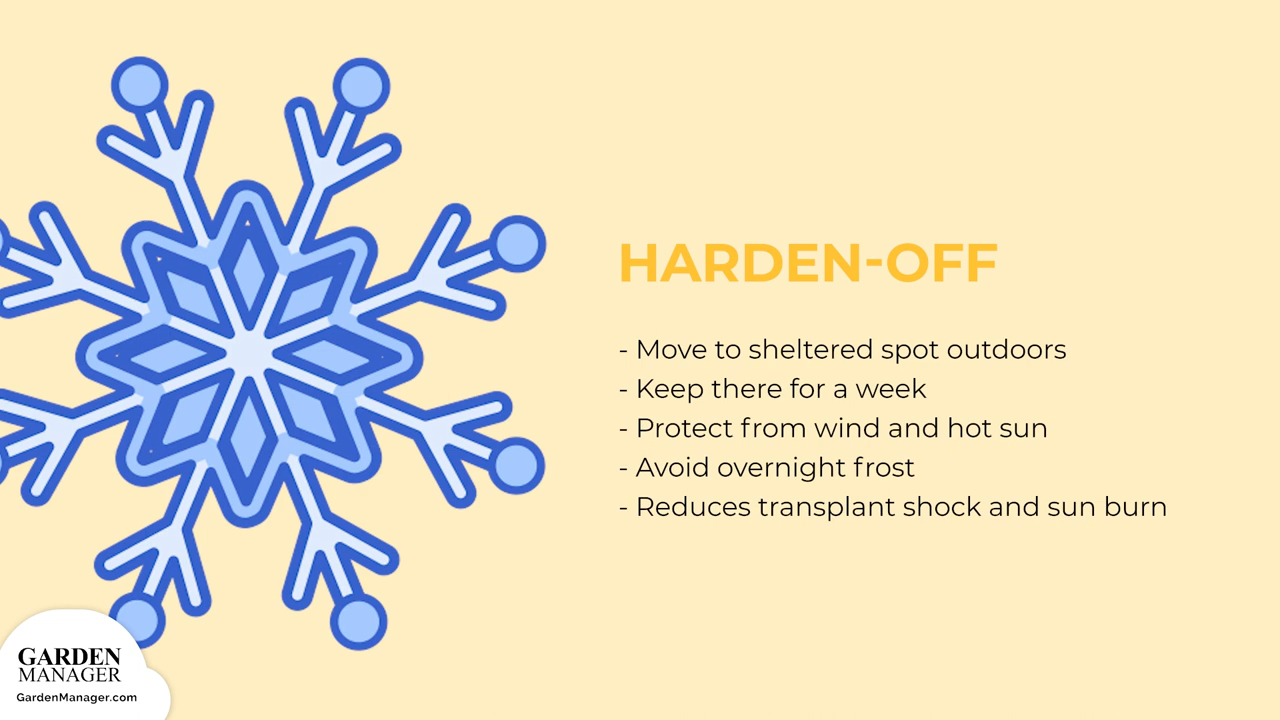 HARDEN-OFF
- Move to sheltered spot outdoors
- Keep there for a week
- Protect from wind and hot sun
- Avoid overnight frost
- Reduces transplant shock and sun burn
GARDEN
MANAGER
GardenManager.com